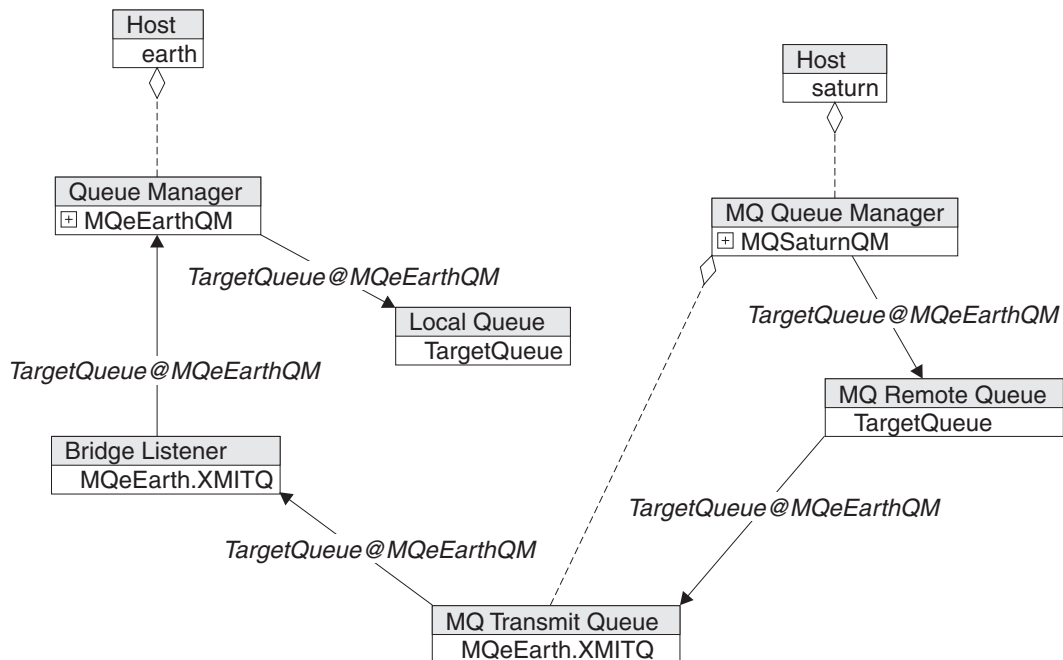 Host
earth
Host
saturn
Queue Manager
MQeEarthQM
MQ Queue Manager
MQSaturnQM
TargetQueue@MQeEarthQM
Local Queue
TargetQueue
TargetQueue@MQeEarthQM
TargetQueue@MQeEarthQM
MQ Remote Queue
TargetQueue
Bridge Listener
MQeEarth.XMITQ
TargetQueue@MQeEarthQM
TargetQueue@MQeEarthQM
MQ Transmit Queue
MQeEarth.XMITQ